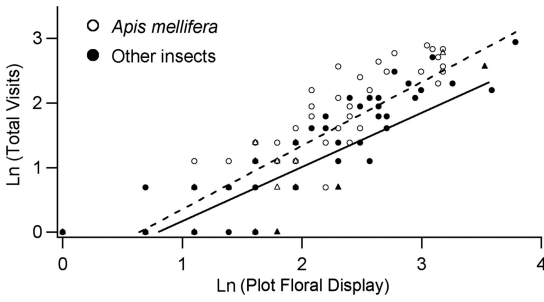 Apis mellifera
Other insects
Ln (Total Visits)
3
2
1
0
0 1 2 3 4
Ln (Plot Floral Display)